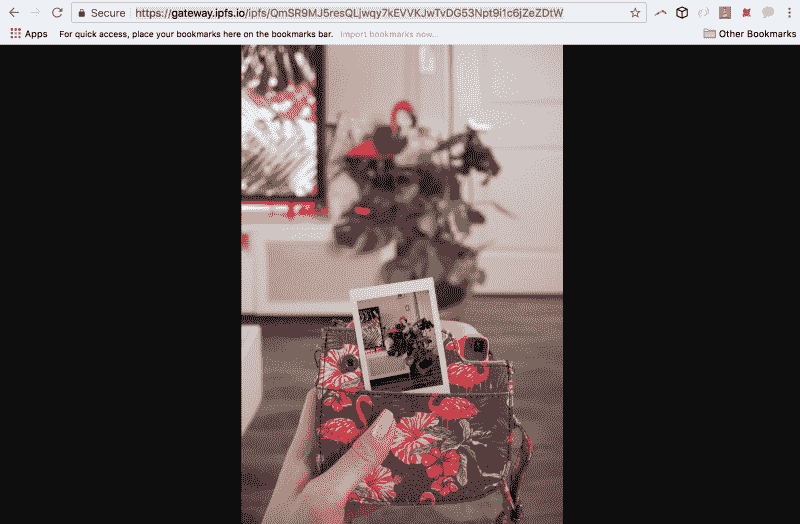 Secure https://gateway.ipfs.io/ipfs/QmSR9MJ5resQLjwqy7kEVVKJwTvDG53Npt9i1c6jZeZDtW
Apps For quick access, place your bookmarks here on the bookmarks bar. Import bookmarks now... Other Bookmarks